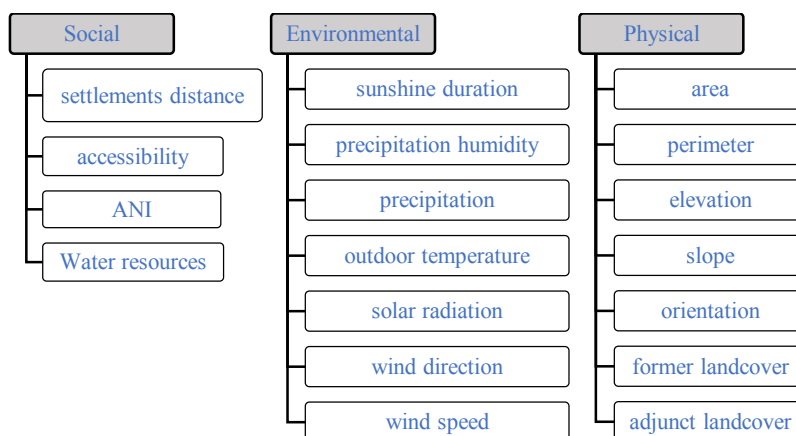 Social
settlements distance
accessibility
ANI
Water resources
Environmental
sunshine duration
precipitation humidity
precipitation
outdoor temperature
solar radiation
wind direction
wind speed
Physical
area
perimeter
elevation
slope
orientation
former landcover
adjunct landcover